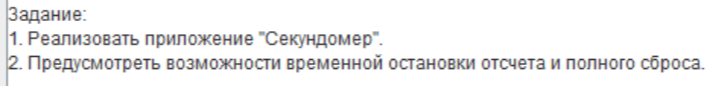 Задание:
1. Реализовать приложение "Секундомер".
2. Предусмотреть возможности временной остановки отсчета и полного сброса.